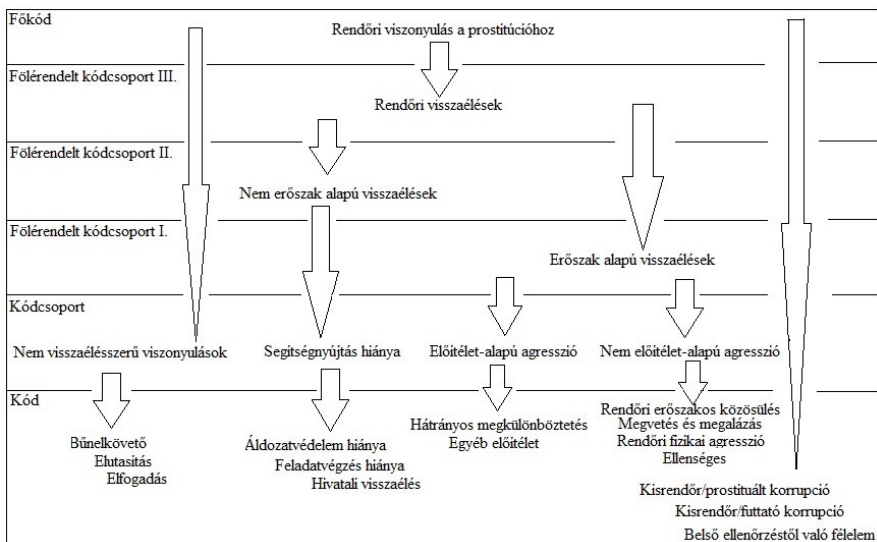 Főkód
Rendőri viszonyulás a prostitúcióhoz
Fölérendelt kódcsoport III.
Rendőri visszaélések
Fölérendelt kódcsoport II.
Nem erőszak alapú visszaélések
Fölérendelt kódcsoport I.
Erőszak alapú visszaélések
Kódcsoport
Nem visszaélésszerű viszonyulások
Segítségnyújtás hiánya
Előítélet-alapú agresszió
Nem előítélet-alapú agresszió
Kód
Bűnelkövető
Elutasítás
Elfogadás
Áldozatvédelem hiánya
Feladatvégzés hiánya
Hivatali visszaélés
Hátrányos megkülönböztetés
Egyéb előítélet
Rendőri erőszakos közösülés
Megvetés és megalázás
Rendőri fizikai agresszió
Ellenséges
Kisrendőr/prostituált korrupció
Kisrendőr/futtató korrupció
Belső ellenőrzéstől való félelem